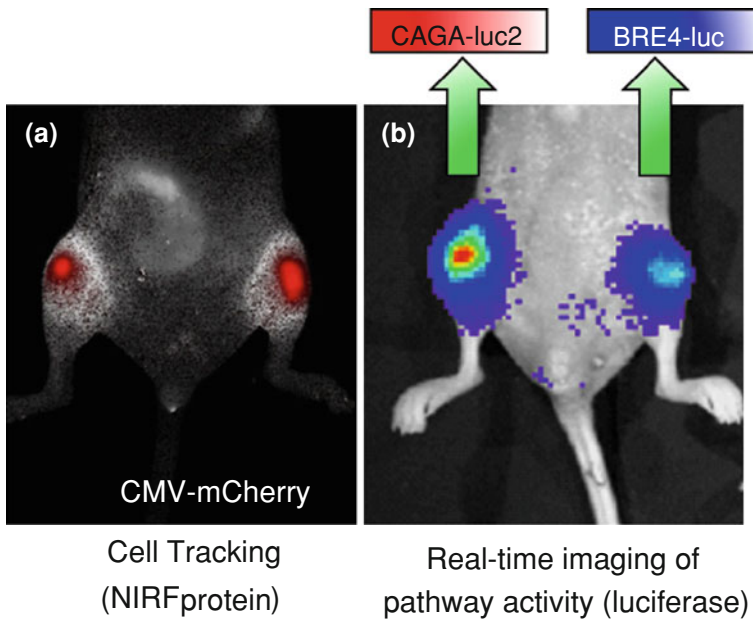 CAGA-luc2
BRE4-luc
(a)
(b)
CMV-mCherry
Cell Tracking
(NIRFprotein)
Real-time imaging of
pathway activity (luciferase)